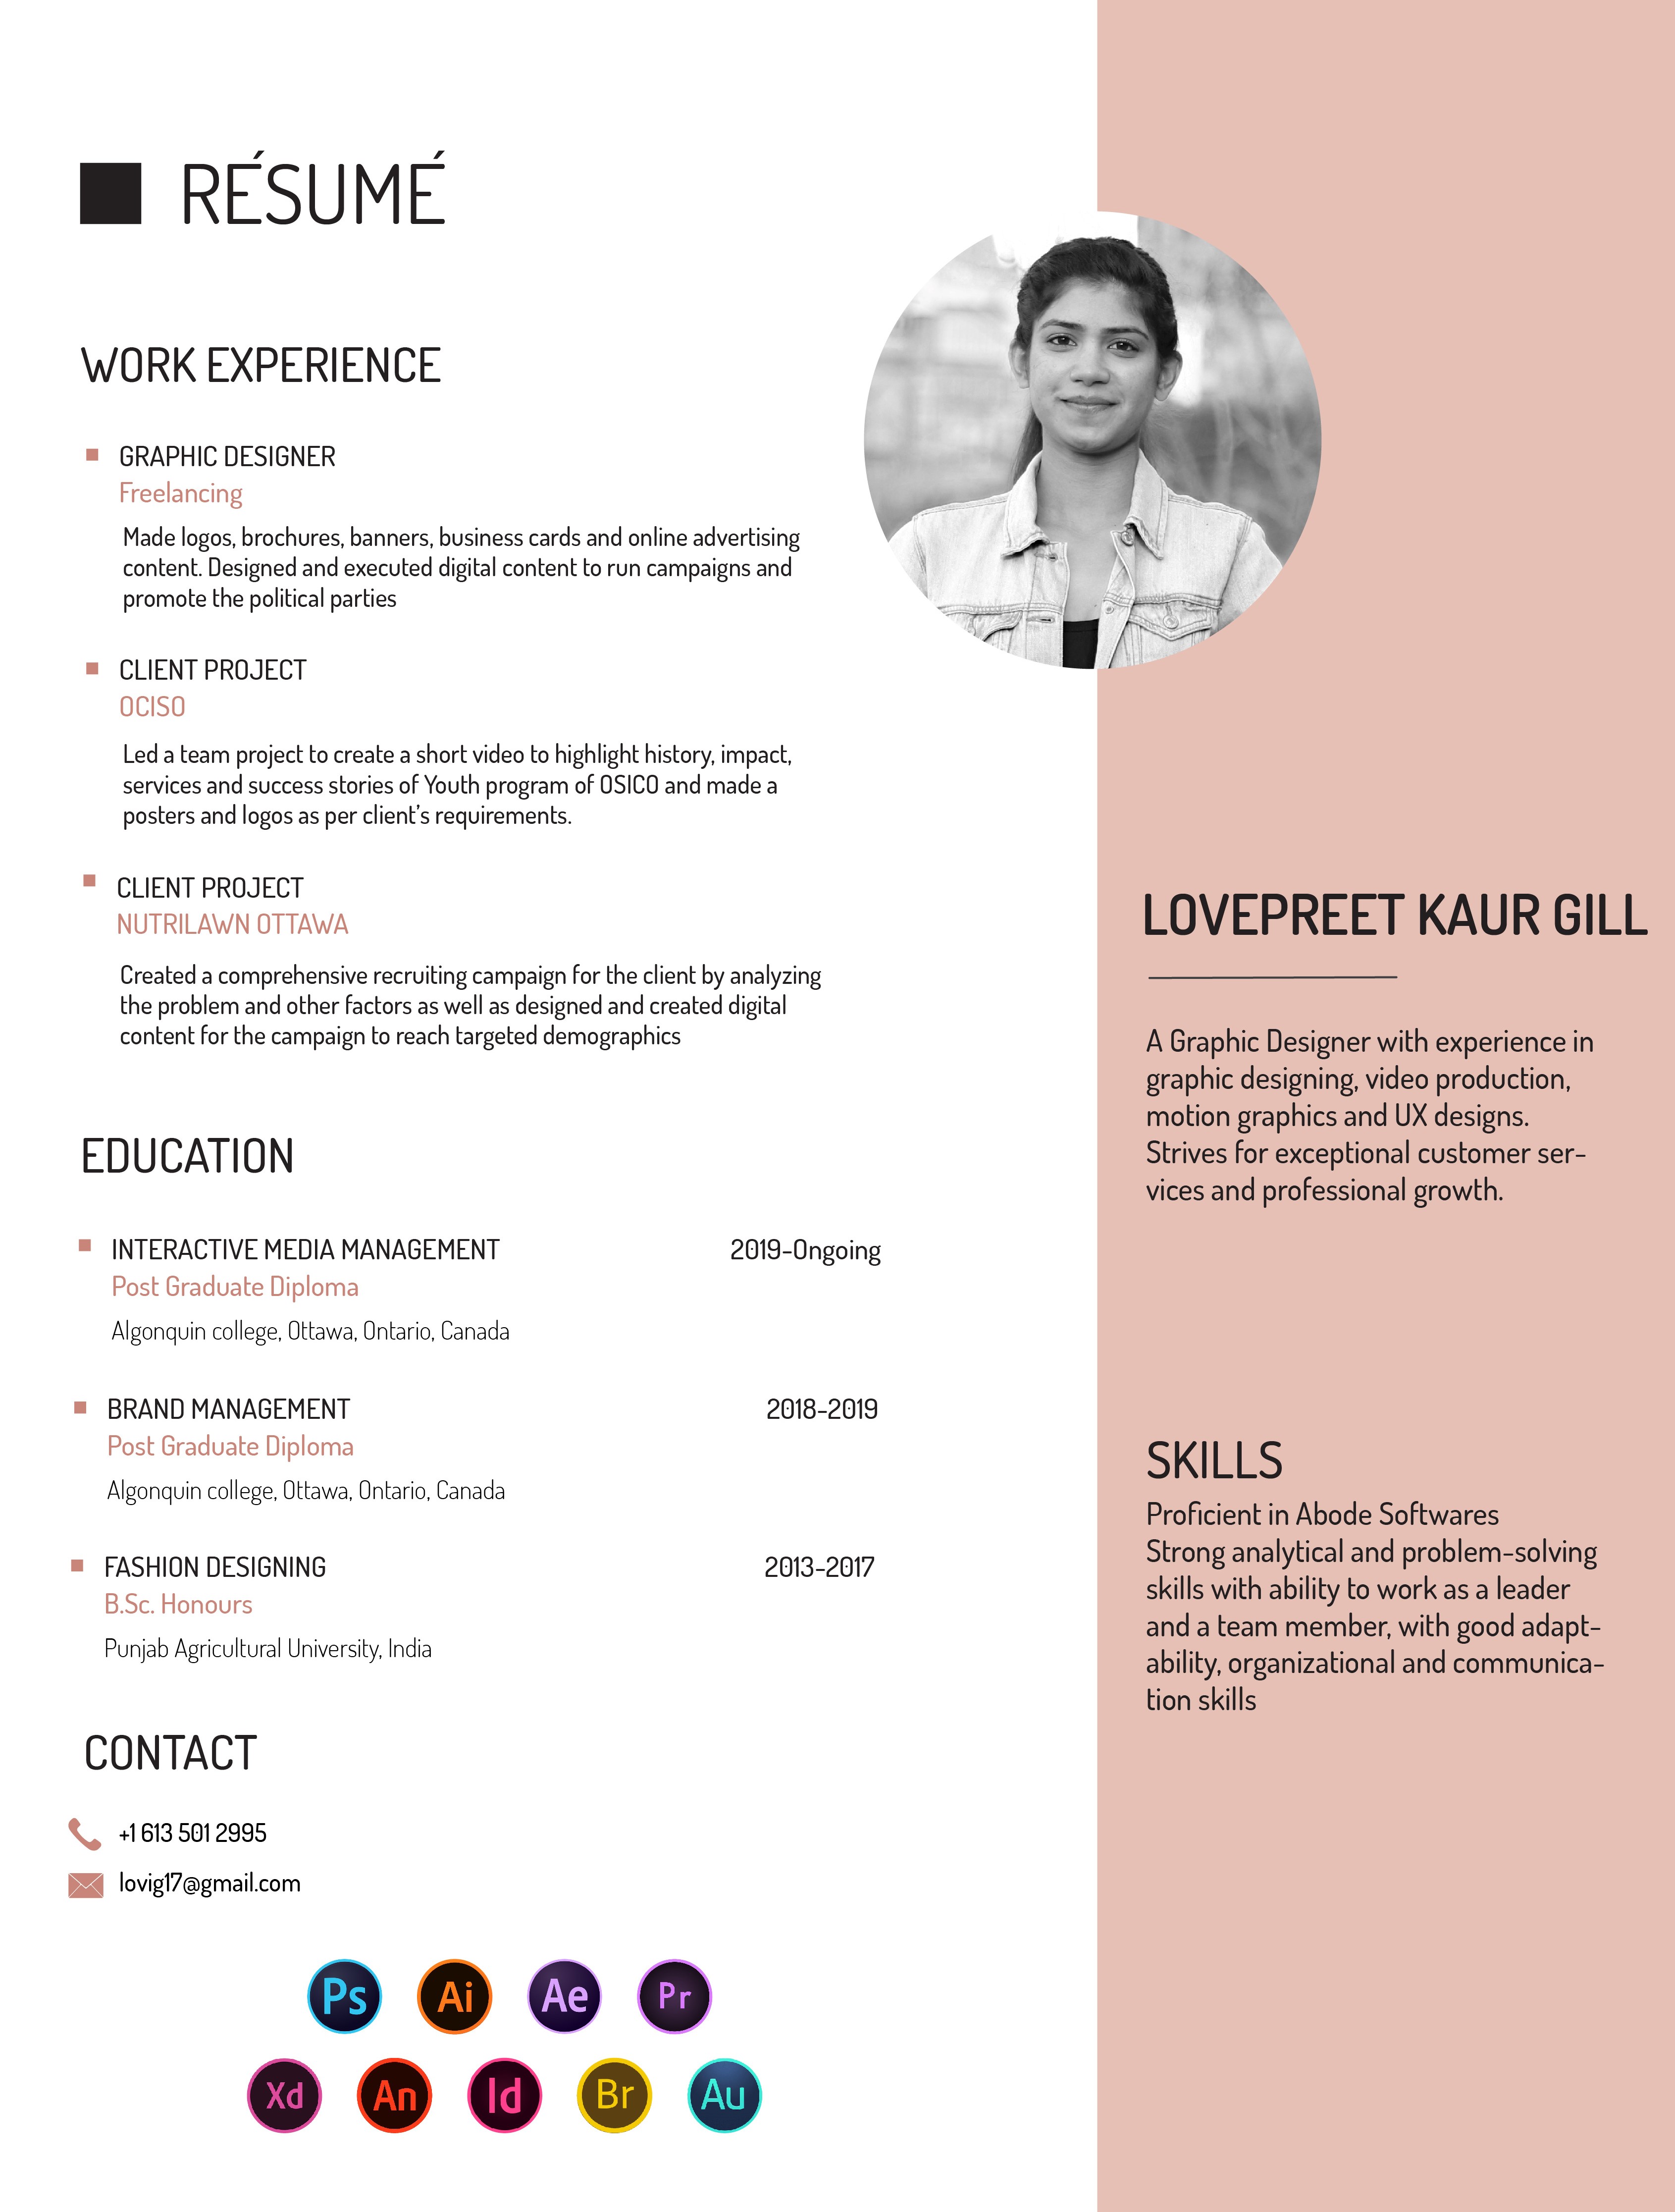 RÉSUMÉ
WORK EXPERIENCE
GRAPHIC DESIGNER
Freelancing
Made logos, brochures, banners, business cards and online advertising
content. Designed and executed digital content to run campaigns and
promote the political parties
CLIENT PROJECT
OCISO
Led a team project to create a short video to highlight history, impact,
services and success stories of Youth program of OSICO and made a
posters and logos as per client's requirements.
CLIENT PROJECT
NUTRILAWN OTTAWA
Created a comprehensive recruiting campaign for the client by analyzing
the problem and other factors as well as designed and created digital
content for the campaign to reach targeted demographics
EDUCATION
INTERACTIVE MEDIA MANAGEMENT 2019-Ongoing
Post Graduate Diploma
Algonquin college, Ottawa, Ontario, Canada
BRAND MANAGEMENT 2018-2019
Post Graduate Diploma
Algonquin college, Ottawa, Ontario, Canada
FASHION DESIGNING 2013-2017
B.Sc. Honours
Punjab Agricultural University, India
CONTACT
+1 613 501 2995
lovig17@gmail.com
Ps Ai Ae Pr
Xd An Id Br Au
LOVEPREET KAUR GILL
A Graphic Designer with experience in
graphic designing, video production,
motion graphics and UX designs.
Strives for exceptional customer ser-
vices and professional growth.
SKILLS
Proficient in Abode Softwares
Strong analytical and problem-solving
skills with ability to work as a leader
and a team member, with good adapt-
ability, organizational and communica-
tion skills